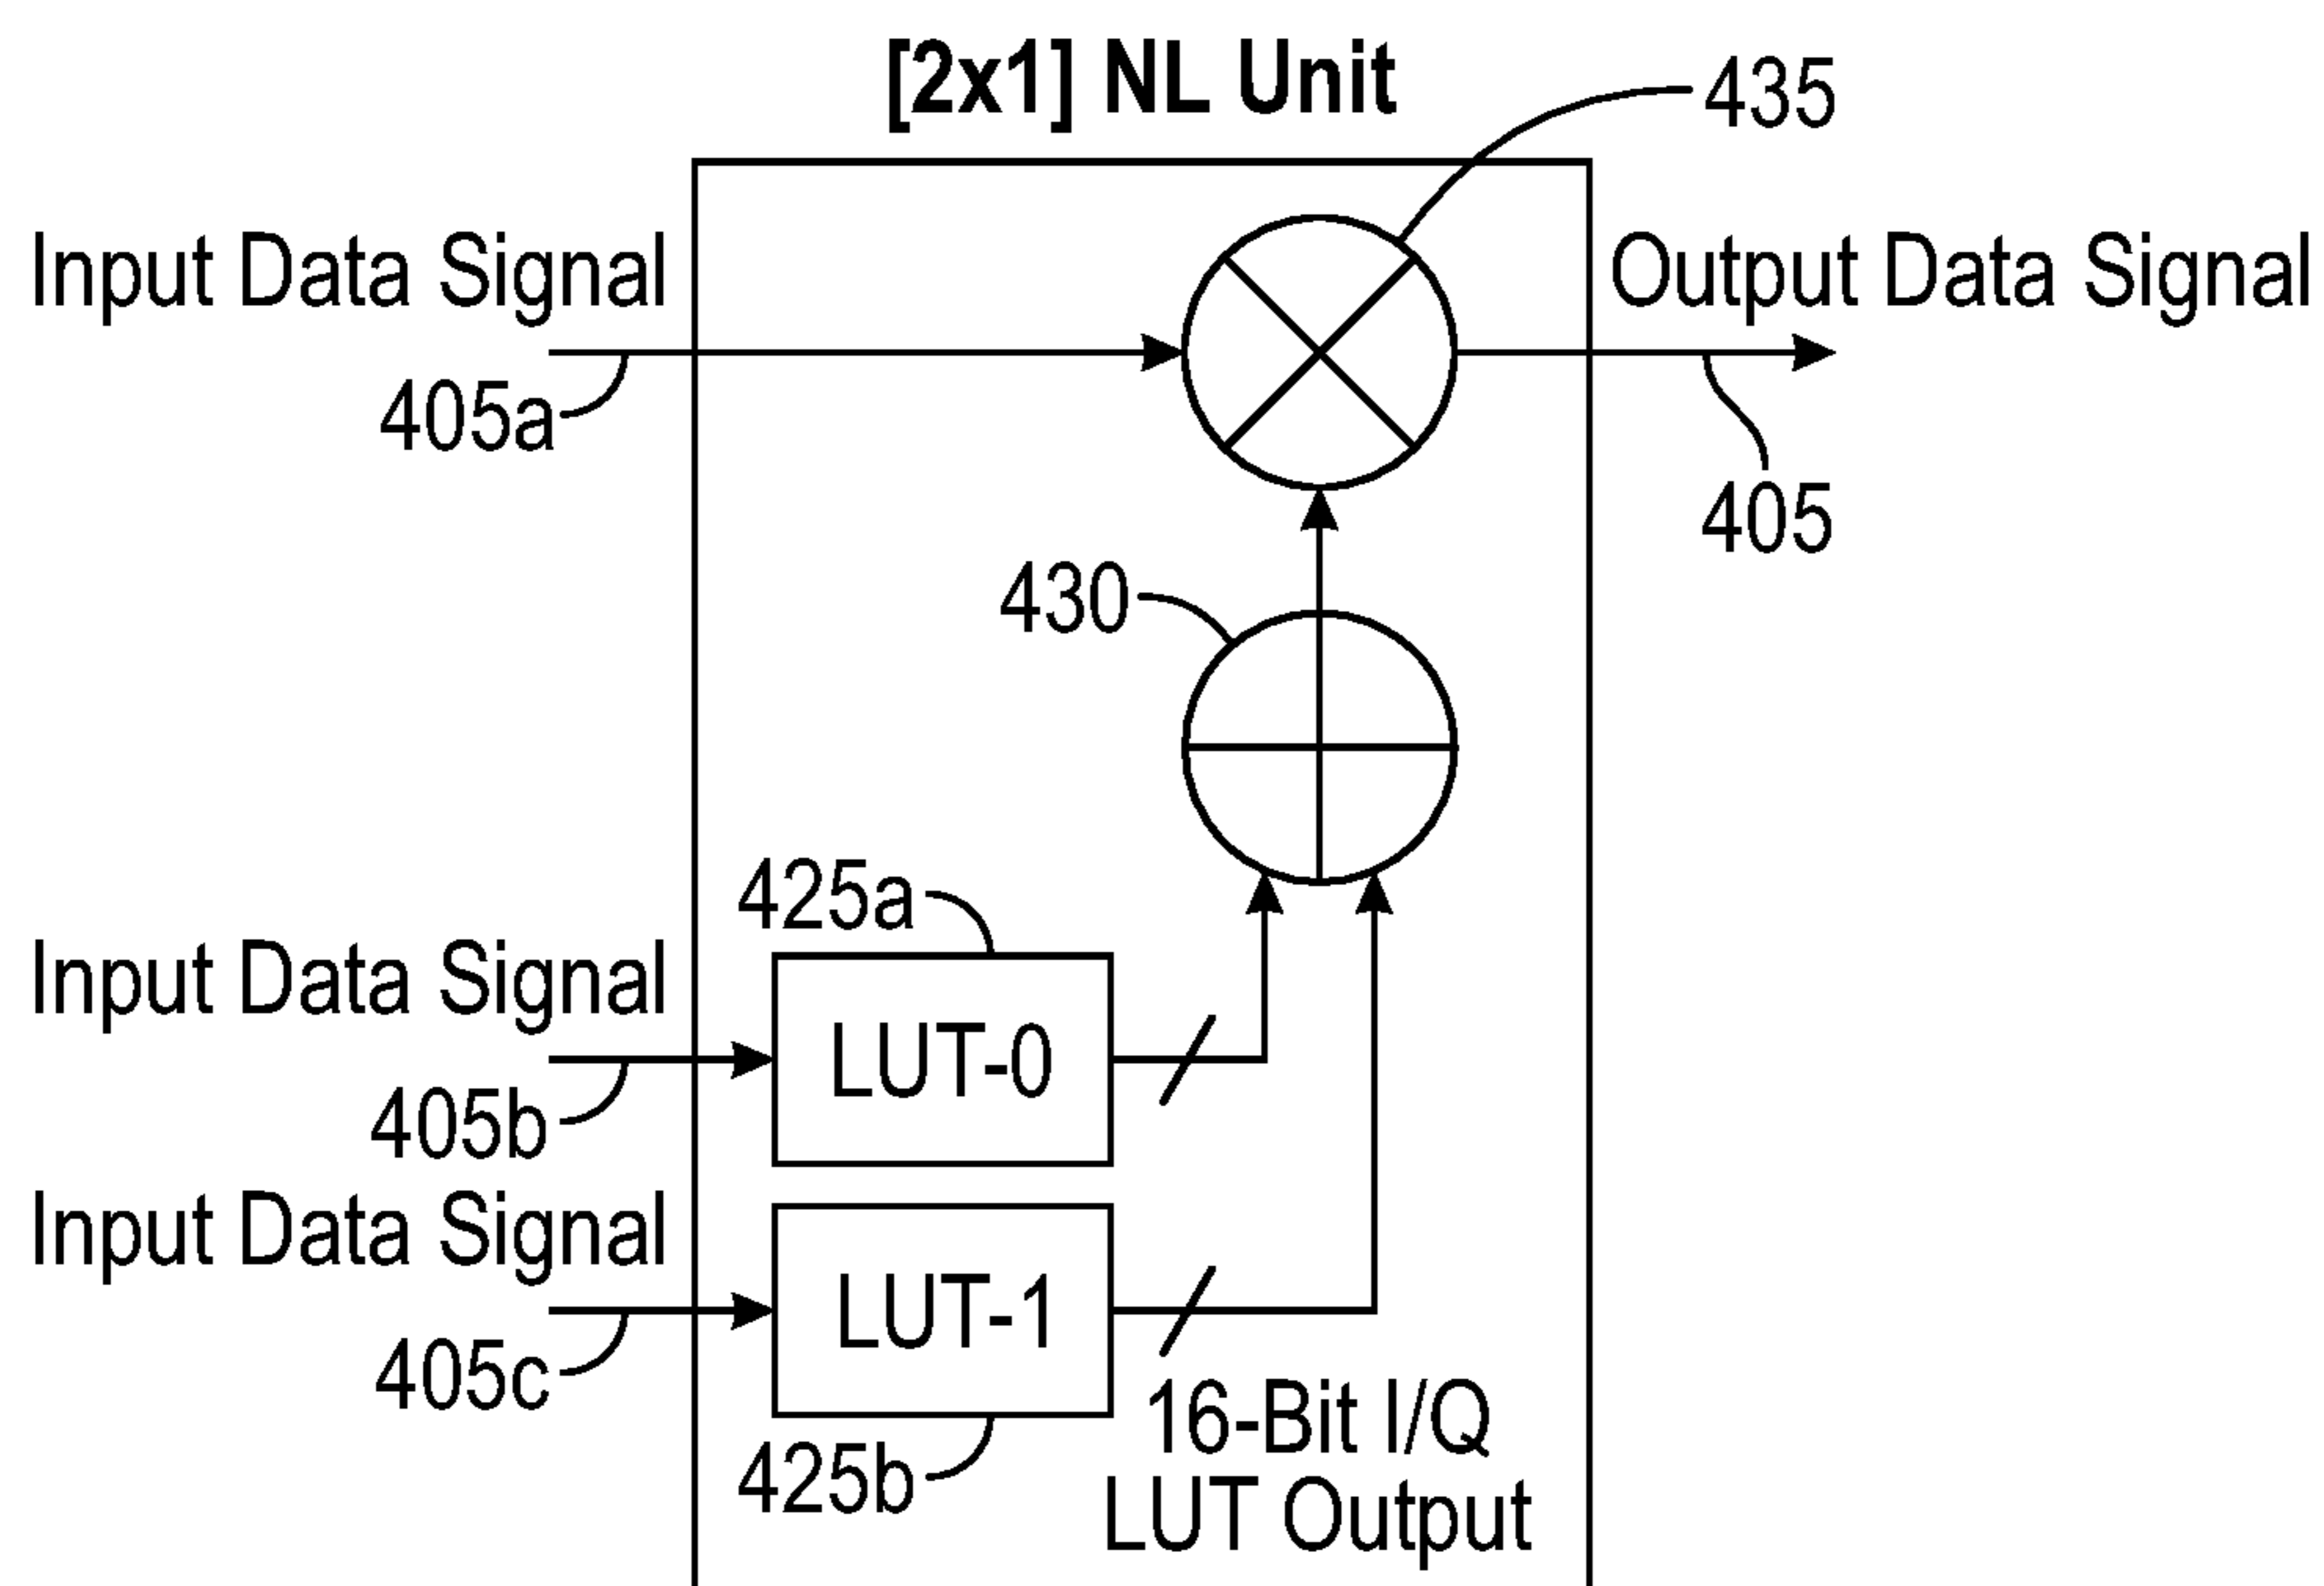 [2x1] NL Unit
435
Input Data Signal
Output Data Signal
405a
405
430
425a
Input Data Signal
LUT-0
405b
Input Data Signal
LUT-1
405c
16-Bit I/Q
425b
LUT Output